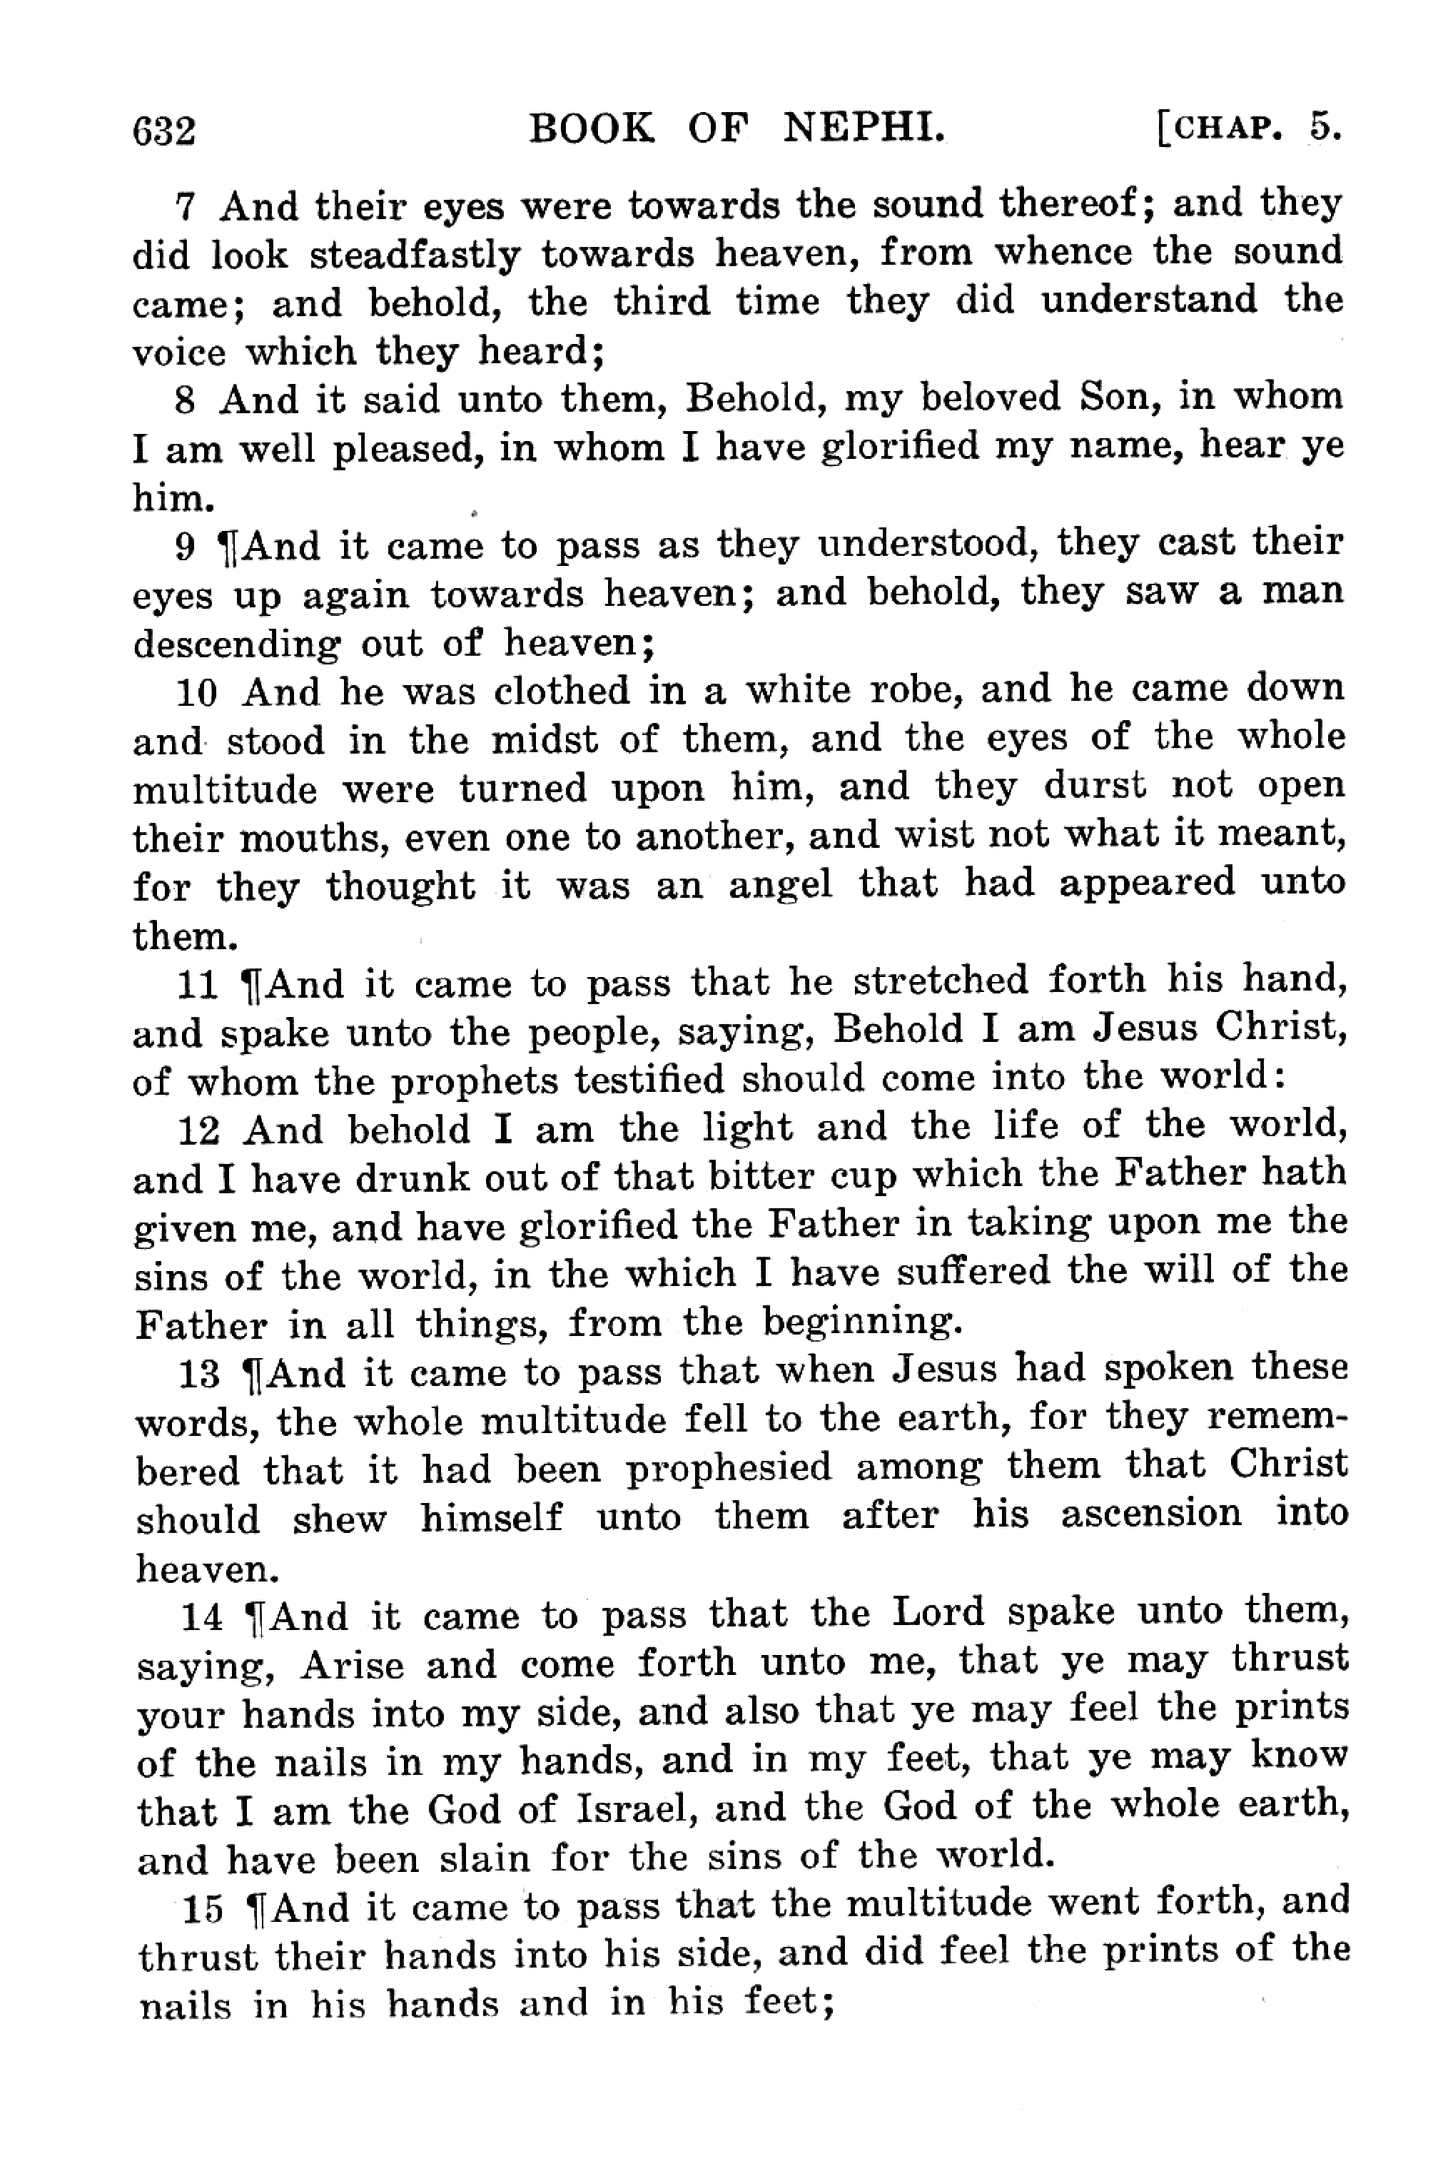 632 BOOK OF NEPHI. [CHAP. 5.
7 And their eyes were towards the sound thereof; and they
did look steadfastly towards heaven, from whence the sound
came; and behold, the third time they did understand the
voice which they heard;
8 And it said unto them, Behold, my beloved Son, in whom
I am well pleased, in whom I have glorified my name, hear ye
him.
9 ¶And it came to pass as they understood, they cast their
eyes up again towards heaven; and behold, they saw a man
descending out of heaven;
10 And he was clothed in a white robe, and he came down
and stood in the midst of them, and the eyes of the whole
multitude were turned upon him, and they durst not open
their mouths, even one to another, and wist not what it meant,
for they thought it was an angel that had appeared unto
them.
11 ¶And it came to pass that he stretched forth his hand,
and spake unto the people, saying, Behold I am Jesus Christ,
of whom the prophets testified should come into the world:
12 And behold I am the light and the life of the world,
and I have drunk out of that bitter cup which the Father hath
given me, and have glorified the Father in taking upon me the
sins of the world, in the which I have suffered the will of the
Father in all things, from the beginning.
13 ¶And it came to pass that when Jesus had spoken these
words, the whole multitude fell to the earth, for they remem-
bered that it had been prophesied among them that Christ
should shew himself unto them after his ascension into
heaven.
14 ¶And it came to pass that the Lord spake unto them,
saying, Arise and come forth unto me, that ye may thrust
your hands into my side, and also that ye may feel the prints
of the nails in my hands, and in my feet, that ye may know
that I am the God of Israel, and the God of the whole earth,
and have been slain for the sins of the world.
15 ¶And it came to pass that the multitude went forth, and
thrust their hands into his side, and did feel the prints of the
nails in his hands and in his feet;